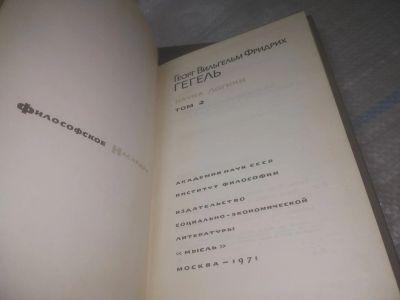 Философское Наследие
Георг Вильгельм Фридрих
ГЕГЕЛЬ
НАУКА ЛОГИКИ
ТОМ 2
АКАДЕМИЯ НАУК СССР
ИНСТИТУТ ФИЛОСОФИИ
ИЗДАТЕЛЬСТВО
СОЦИАЛЬНО-ЭКОНОМИЧЕСКОЙ
ЛИТЕРАТУРЫ
«МЫСЛЬ»
МОСКВА — 1971